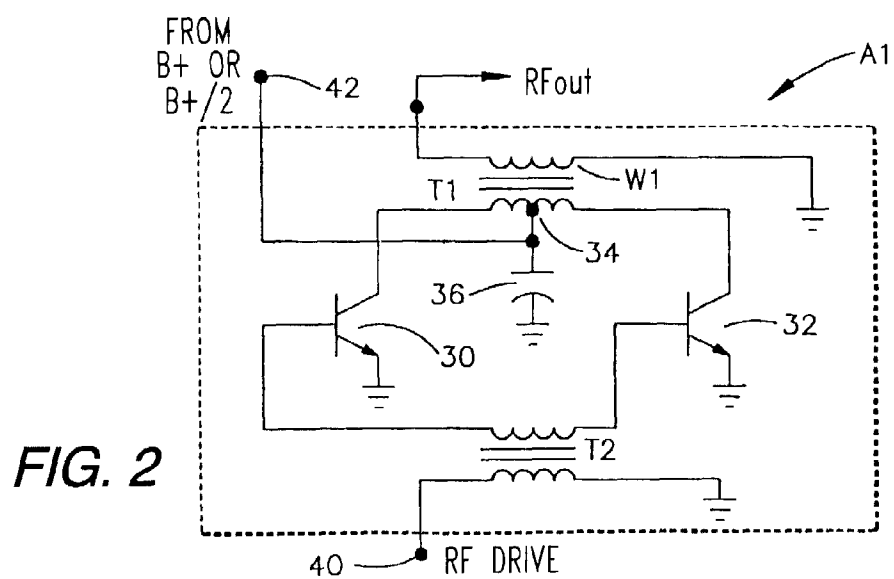 FROM
B+ OR
B+/2
42
RFout
A1
T1
W1
34
36
30
32
T2
FIG. 2
40
RF DRIVE